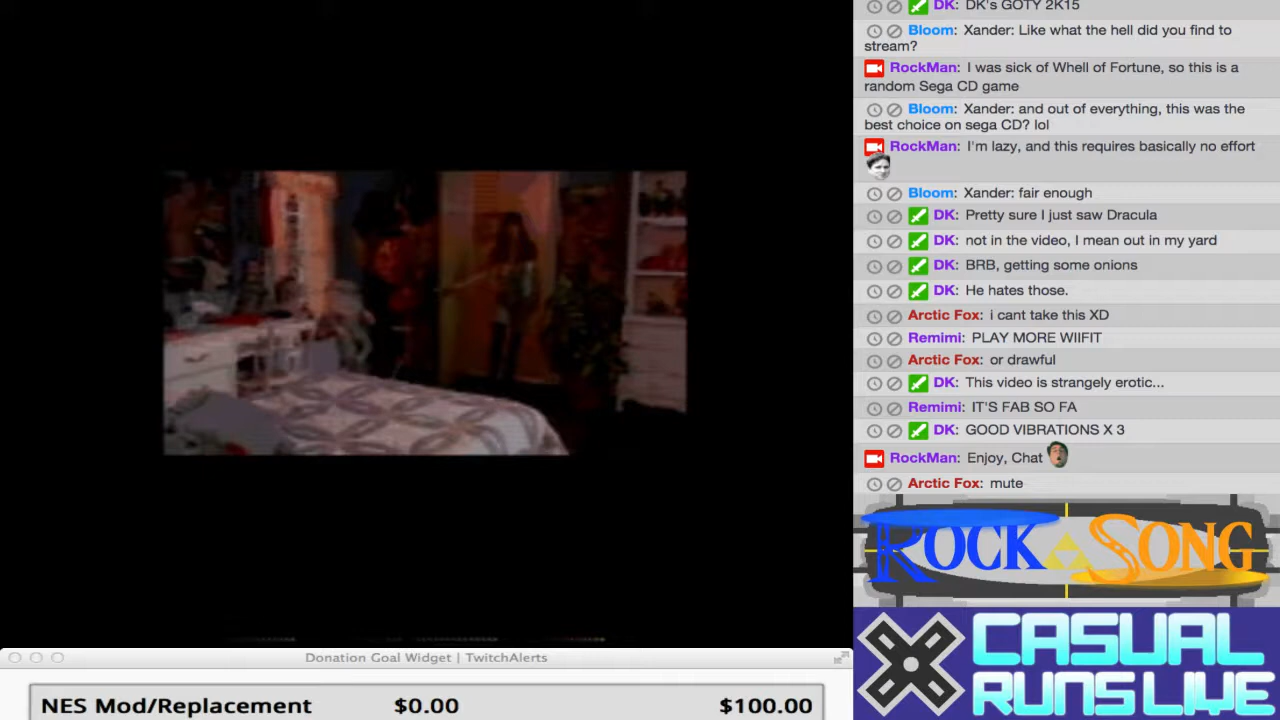 DK: DK's GOTY 2K15
Bloom: Xander: Like what the hell did you find to
stream?
RockMan: I was sick of Whell of Fortune, so this is a
random Sega CD game
Bloom: Xander: and out of everything, this was the
best choice on sega CD? lol
RockMan: I'm lazy, and this requires basically no effort
Bloom: Xander: fair enough
DK: Pretty sure I just saw Dracula
DK: not in the video, I mean out in my yard
DK: BRB, getting some onions
DK: He hates those.
Arctic Fox: i cant take this XD
Remimi: PLAY MORE WIIFIT
Arctic Fox: or drawful
DK: This video is strangely erotic...
Remimi: IT'S FAB SO FA
DK: GOOD VIBRATIONS X 3
RockMan: Enjoy, Chat
Arctic Fox: mute
ROCK SONG
CASUAL
RUNS LIVE
Donation Goal Widget | TwitchAlerts
NES Mod/Replacement $0.00 $100.00